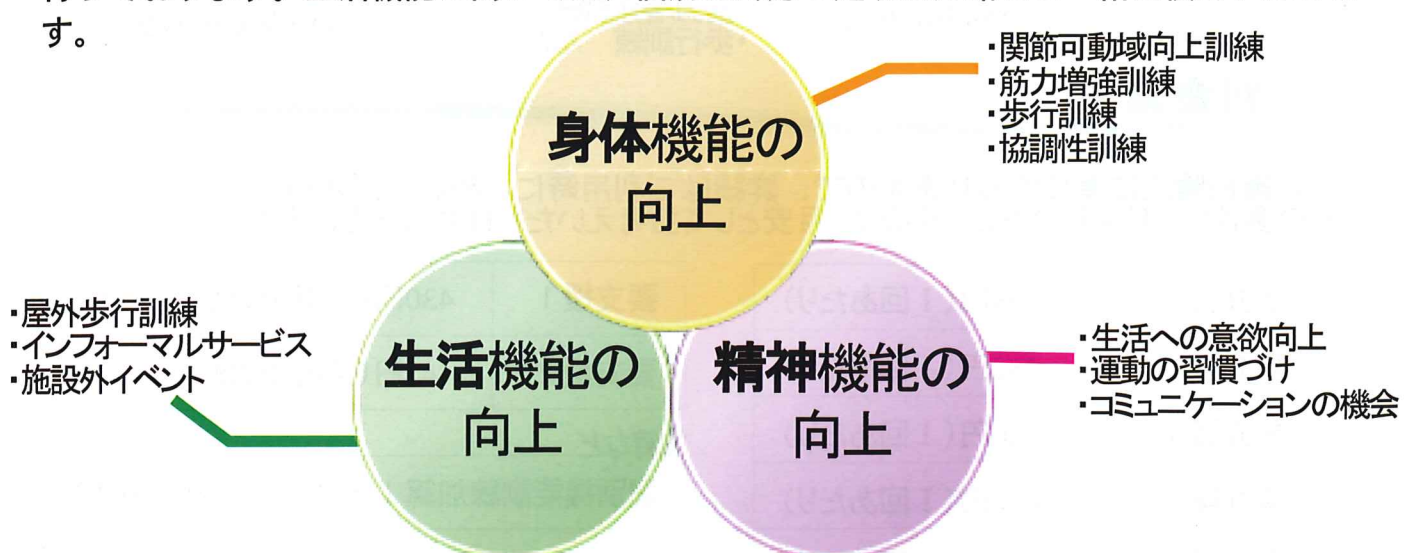 す。
身体機能の
向上
・関節可動域向上訓練
・筋力増強訓練
・歩行訓練
・協調性訓練
生活機能の
向上
・屋外歩行訓練
・インフォーマルサービス
・施設外イベント
精神機能の
向上
・生活への意欲向上
・運動の習慣づけ
・コミュニケーションの機会